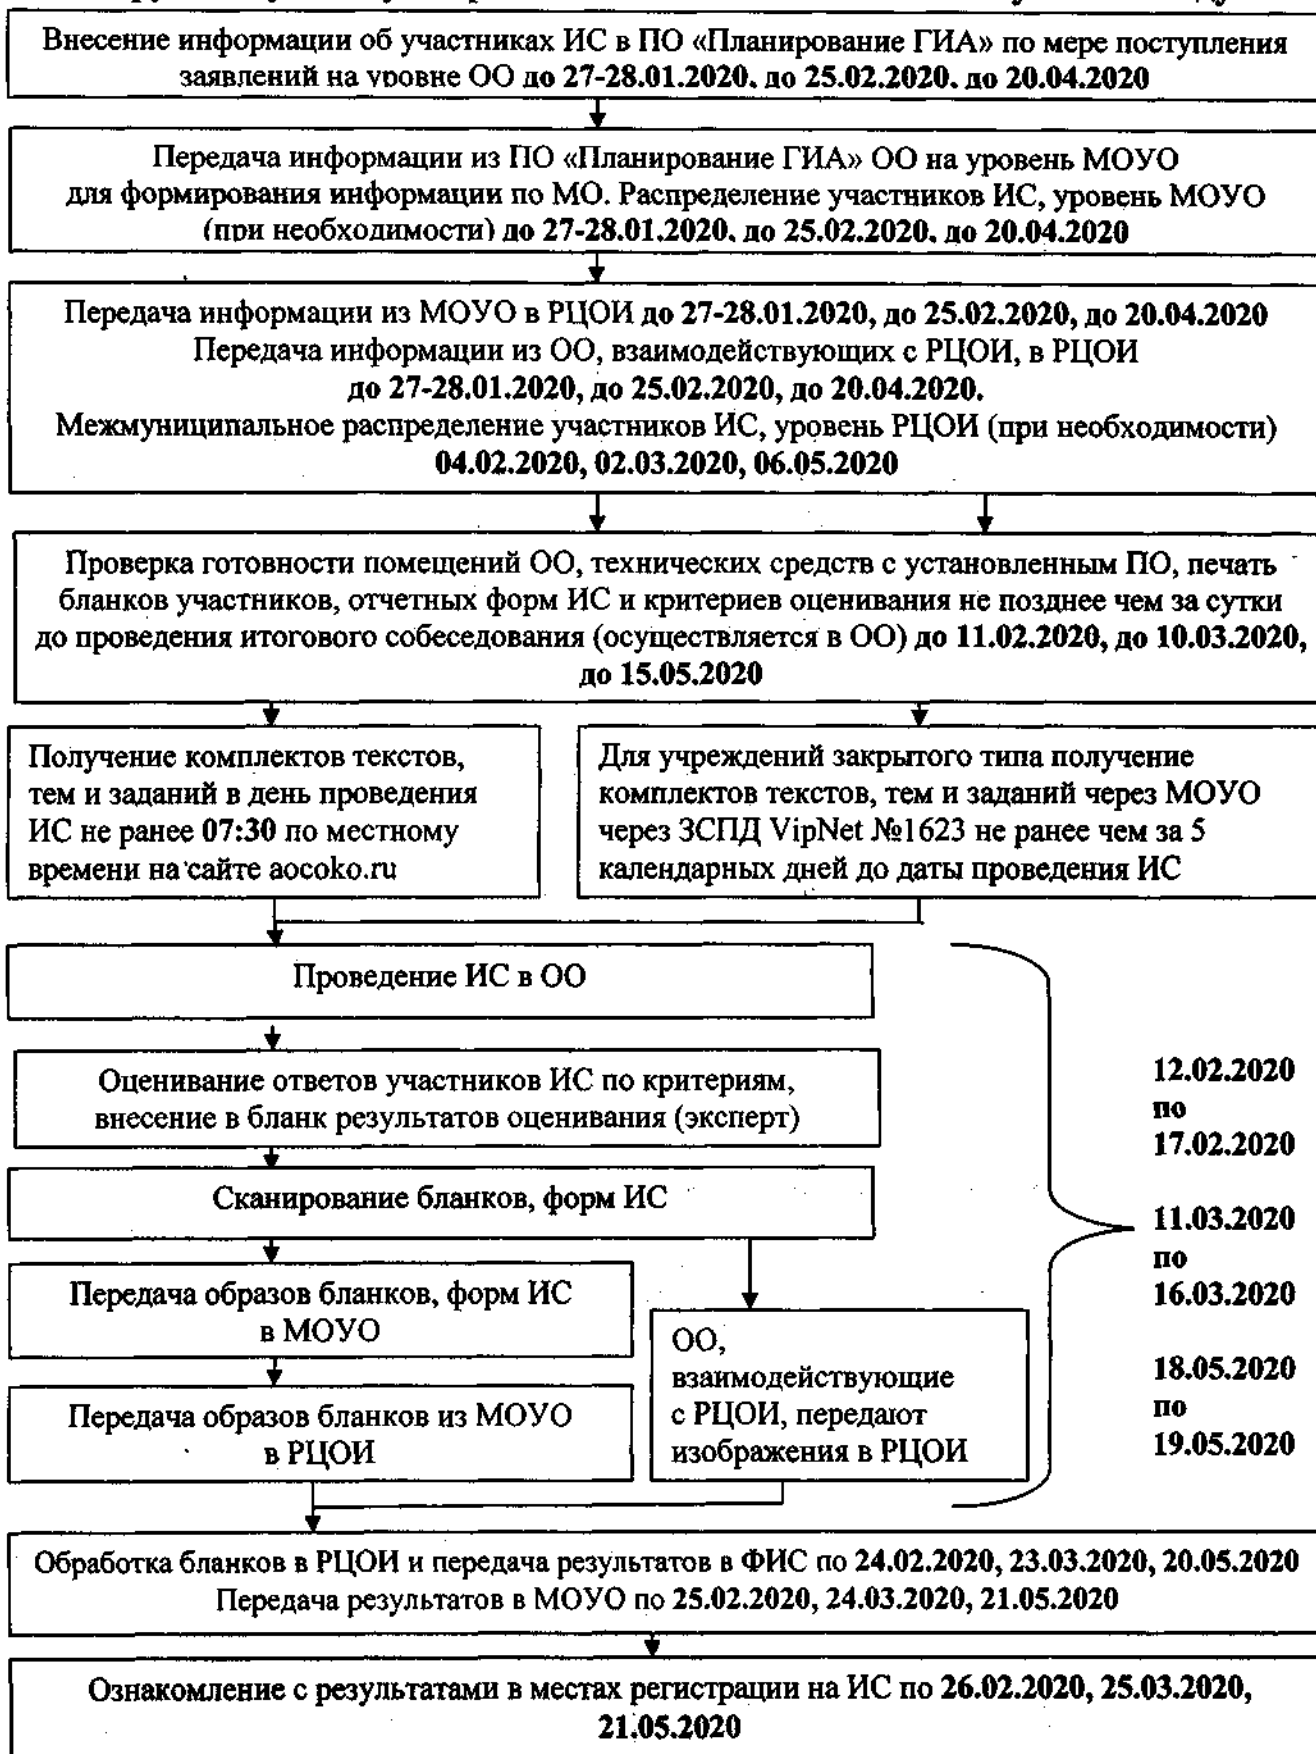 Внесение информации об участниках ИС в ПО «Планирование ГИА» по мере поступления
заявлений на уровне ОО до 27-28.01.2020, до 25.02.2020, до 20.04.2020
Передача информации из ПО «Планирование ГИА» ОО на уровень МОУО
для формирования информации по МО. Распределение участников ИС, уровень МОУО
(при необходимости) до 27-28.01.2020, до 25.02.2020, до 20.04.2020
Передача информации из МОУО в РЦОИ до 27-28.01.2020, до 25.02.2020, до 20.04.2020
Передача информации из ОО, взаимодействующих с РЦОИ, в РЦОИ
до 27-28.01.2020, до 25.02.2020, до 20.04.2020.
Межмуниципальное распределение участников ИС, уровень РЦОИ (при необходимости)
04.02.2020, 02.03.2020, 06.05.2020
Проверка готовности помещений ОО, технических средств с установленным ПО, печать
бланков участников, отчетных форм ИС и критериев оценивания не позднее чем за сутки
до проведения итогового собеседования (осуществляется в ОО) до 11.02.2020, до 10.03.2020,
до 15.05.2020
Получение комплектов текстов,
тем и заданий в день проведения
ИС не ранее 07:30 по местному
времени на сайте aocoko.ru
Для учреждений закрытого типа получение
комплектов текстов, тем и заданий через МОУО
через ЗСПД VipNet №1623 не ранее чем за 5
календарных дней до даты проведения ИС
Проведение ИС в ОО
Оценивание ответов участников ИС по критериям,
внесение в бланк результатов оценивания (эксперт)
Сканирование бланков, форм ИС
Передача образов бланков, форм ИС
в МОУО
Передача образов бланков из МОУО
в РЦОИ
ОО,
взаимодействующие
с РЦОИ, передают
изображения в РЦОИ
12.02.2020
по
17.02.2020
11.03.2020
по
16.03.2020
18.05.2020
по
19.05.2020
Обработка бланков в РЦОИ и передача результатов в ФИС по 24.02.2020, 23.03.2020, 20.05.2020
Передача результатов в МОУО по 25.02.2020, 24.03.2020, 21.05.2020
Ознакомление с результатами в местах регистрации на ИС по 26.02.2020, 25.03.2020,
21.05.2020